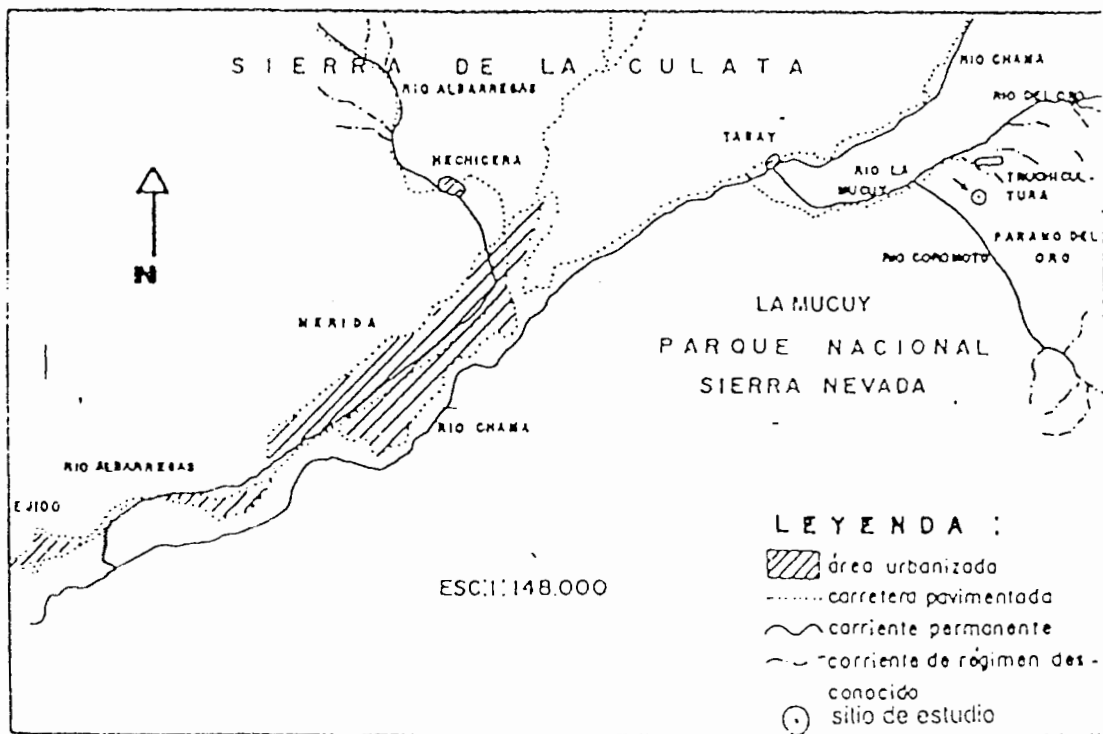 SIERRA DE LA CULATA
RIO ALBARREGAS
RIO CHAMA
RIO DEL ORO
TABAY
HECHICERA
RIO LA
MUCUY
TRUCHICUL-
TURA
N
RIO COROMOTO
PARAMO DEL
ORO
MERIDA
LA MUCUY
PARQUE NACIONAL
SIERRA NEVADA
RIO CHAMA
RIO ALBARREGAS
EJIDO
ESC:1:148.000
LEYENDA :
área urbanizada
carretera pavimentada
corriente permanente
corriente de régimen des-
conocido
sitio de estudio